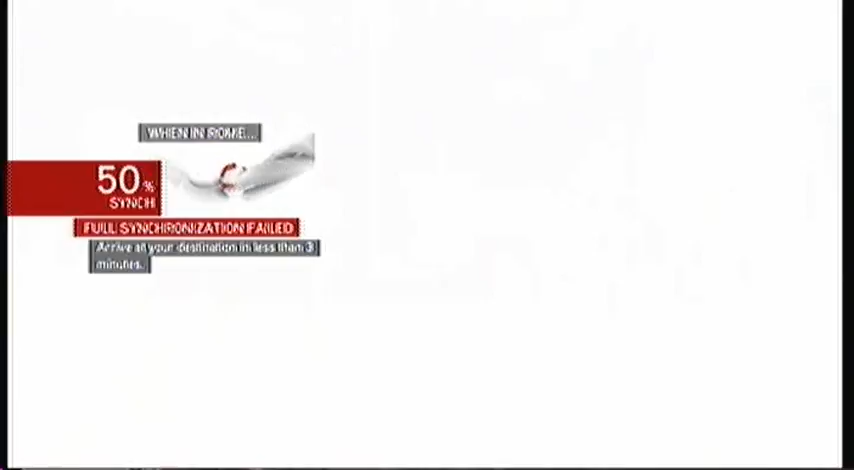 WHEN IN ROME...
50%
SYNCH
FULL SYNCHRONIZATION FAILED
Arrive at your destination in less than 3
minutes.